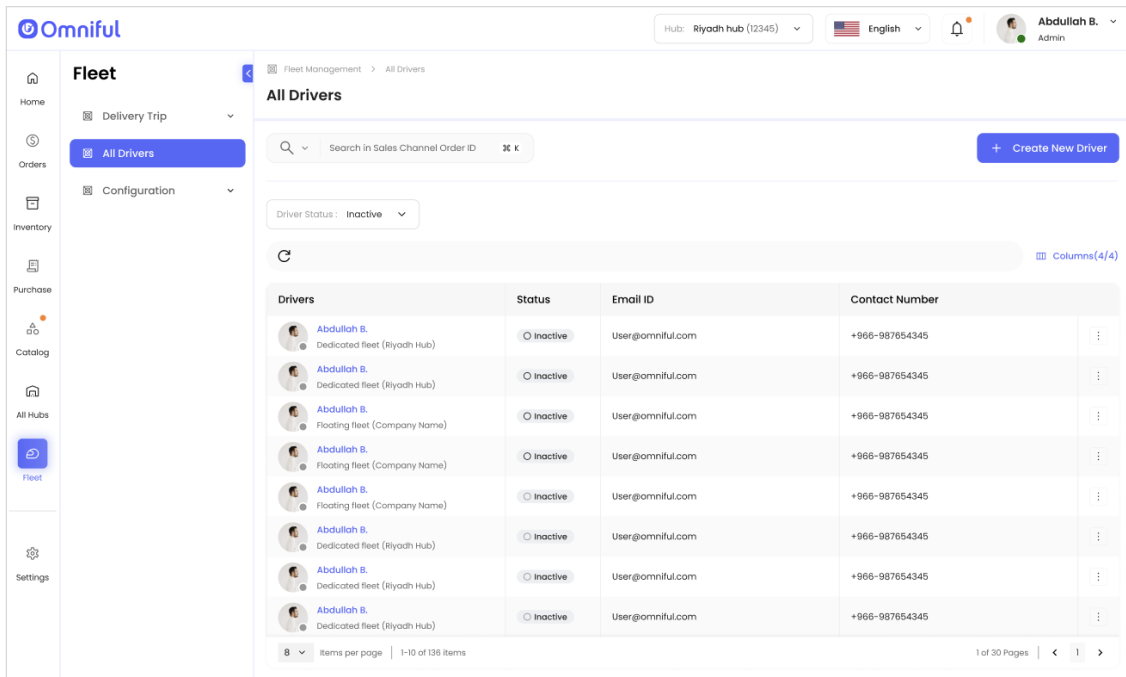 Omniful
Hub: Riyadh hub (12345)
English
Abdullah B.
Admin
Home
Orders
Inventory
Purchase
Catalog
All Hubs
Fleet
Settings
Fleet
Delivery Trip
All Drivers
Configuration
Fleet Management > All Drivers
All Drivers
Search in Sales Channel Order ID ⌘ K
+ Create New Driver
Driver Status : Inactive
Columns(4/4)
Drivers Status Email ID Contact Number
Abdullah B.
Dedicated fleet (Riyadh Hub) Inactive User@omniful.com +966-987654345
Abdullah B.
Dedicated fleet (Riyadh Hub) Inactive User@omniful.com +966-987654345
Abdullah B.
Floating fleet (Company Name) Inactive User@omniful.com +966-987654345
Abdullah B.
Floating fleet (Company Name) Inactive User@omniful.com +966-987654345
Abdullah B.
Floating fleet (Company Name) Inactive User@omniful.com +966-987654345
Abdullah B.
Dedicated fleet (Riyadh Hub) Inactive User@omniful.com +966-987654345
Abdullah B.
Dedicated fleet (Riyadh Hub) Inactive User@omniful.com +966-987654345
Abdullah B.
Dedicated fleet (Riyadh Hub) Inactive User@omniful.com +966-987654345
8 Items per page | 1-10 of 136 items 1 of 30 Pages | < 1 >